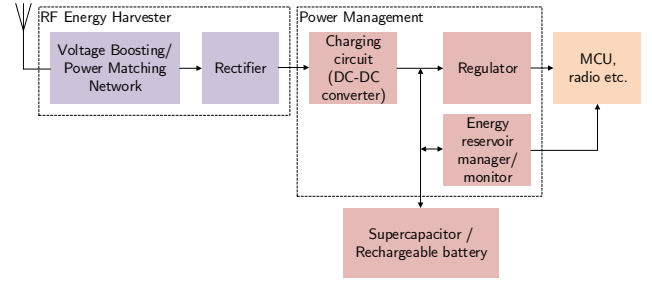 RF Energy Harvester
Voltage Boosting/
Power Matching
Network
Rectifier
Power Management
Charging
circuit
(DC-DC
converter)
Regulator
MCU,
radio etc.
Energy
reservoir
manager/
monitor
Supercapacitor /
Rechargeable battery